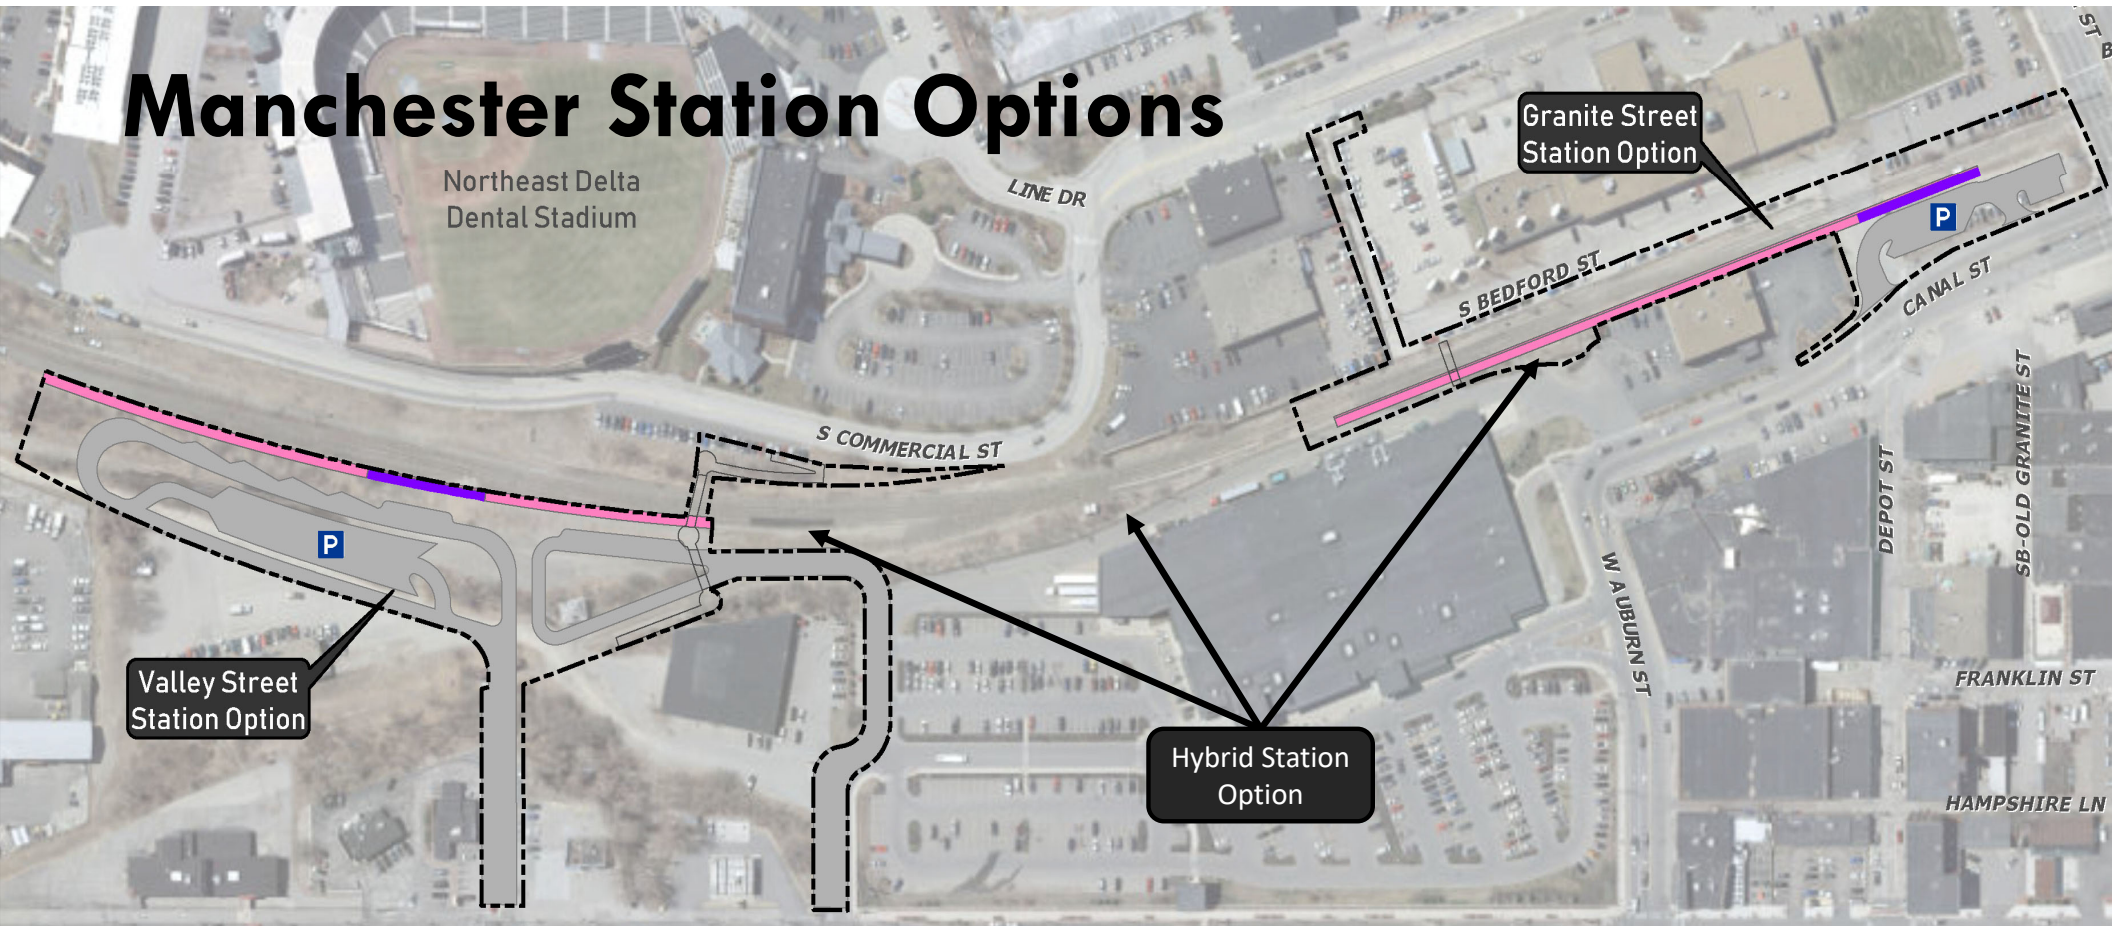 Manchester Station Options
Northeast Delta
Dental Stadium
LINE DR
Granite Street
Station Option
ST
B
P
S BEDFORD ST
CANAL ST
S COMMERCIAL ST
P
Valley Street
Station Option
Hybrid Station
Option
W AUBURN ST
DEPOT ST
SB-OLD GRANITE ST
FRANKLIN ST
HAMPSHIRE LN